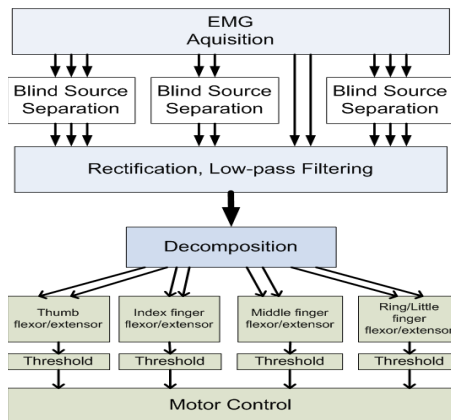 EMG
Aquisition
Blind Source
Separation
Blind Source
Separation
Blind Source
Separation
Rectification, Low-pass Filtering
Decomposition
Thumb
flexor/extensor
Index finger
flexor/extensor
Middle finger
flexor/extensor
Ring/Little
finger
flexor/extensor
Threshold
Threshold
Threshold
Threshold
Motor Control